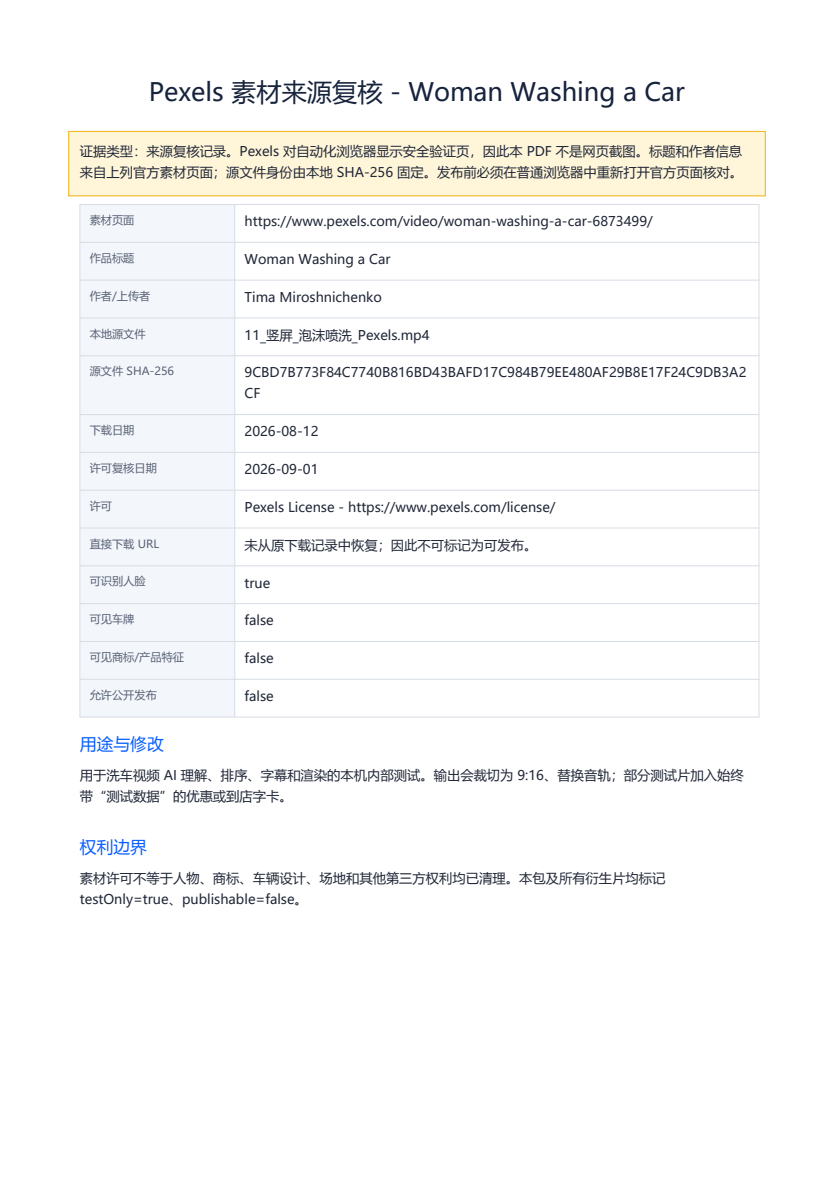 Pexels 素材来源复核 - Woman Washing a Car
证据类型：来源复核记录。Pexels 对自动化浏览器显示安全验证页，因此本 PDF 不是网页截图。标题和作者信息
来自上列官方素材页面；源文件身份由本地 SHA-256 固定。发布前必须在普通浏览器中重新打开官方页面核对。
素材页面 https://www.pexels.com/video/woman-washing-a-car-6873499/
作品标题 Woman Washing a Car
作者/上传者 Tima Miroshnichenko
本地源文件 11_竖屏_泡沫喷洗_Pexels.mp4
源文件 SHA-256 9CBD7B773F84C7740B816BD43BAFD17C984B79EE480AF29B8E17F24C9DB3A2
CF
下载日期 2026-08-12
许可复核日期 2026-09-01
许可 Pexels License - https://www.pexels.com/license/
直接下载 URL 未从原下载记录中恢复；因此不可标记为可发布。
可识别人脸 true
可见车牌 false
可见商标/产品特征 false
允许公开发布 false
用途与修改
用于洗车视频 AI 理解、排序、字幕和渲染的本机内部测试。输出会裁切为 9:16、替换音轨；部分测试片加入始终
带“测试数据”的优惠或到店字卡。
权利边界
素材许可不等于人物、商标、车辆设计、场地和其他第三方权利均已清理。本包及所有衍生片均标记
testOnly=true、publishable=false。